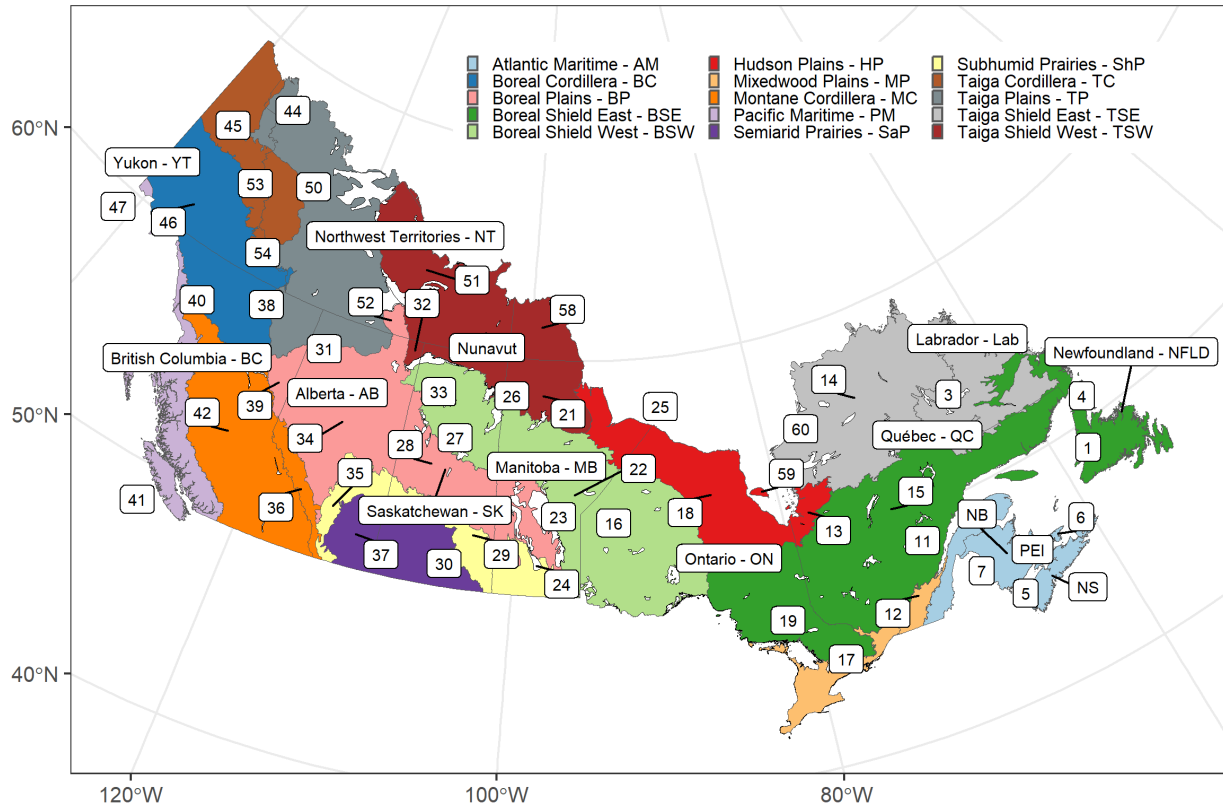 Atlantic Maritime - AM Hudson Plains - HP Subhumid Prairies - ShP
Boreal Cordillera - BC Mixedwood Plains - MP Taiga Cordillera - TC
Boreal Plains - BP Montane Cordillera - MC Taiga Plains - TP
Boreal Shield East - BSE Pacific Maritime - PM Taiga Shield East - TSE
Boreal Shield West - BSW Semiarid Prairies - SaP Taiga Shield West - TSW
44
45
60°N
Yukon - YT
53
50
47
46
Northwest Territories - NT
54
51
52
32
40
38
58
31
Nunavut
Labrador - Lab
British Columbia - BC
Newfoundland - NFLD
14
Alberta - AB
33
26
3
4
39
25
42
21
50°N
60
Québec - QC
34
28
27
1
Manitoba - MB
22
35
59
15
41
36
Saskatchewan - SK
23
16
18
NB
6
13
11
PEI
37
29
Ontario - ON
30
7
24
NS
5
12
19
17
40°N
120°W
100°W
80°W